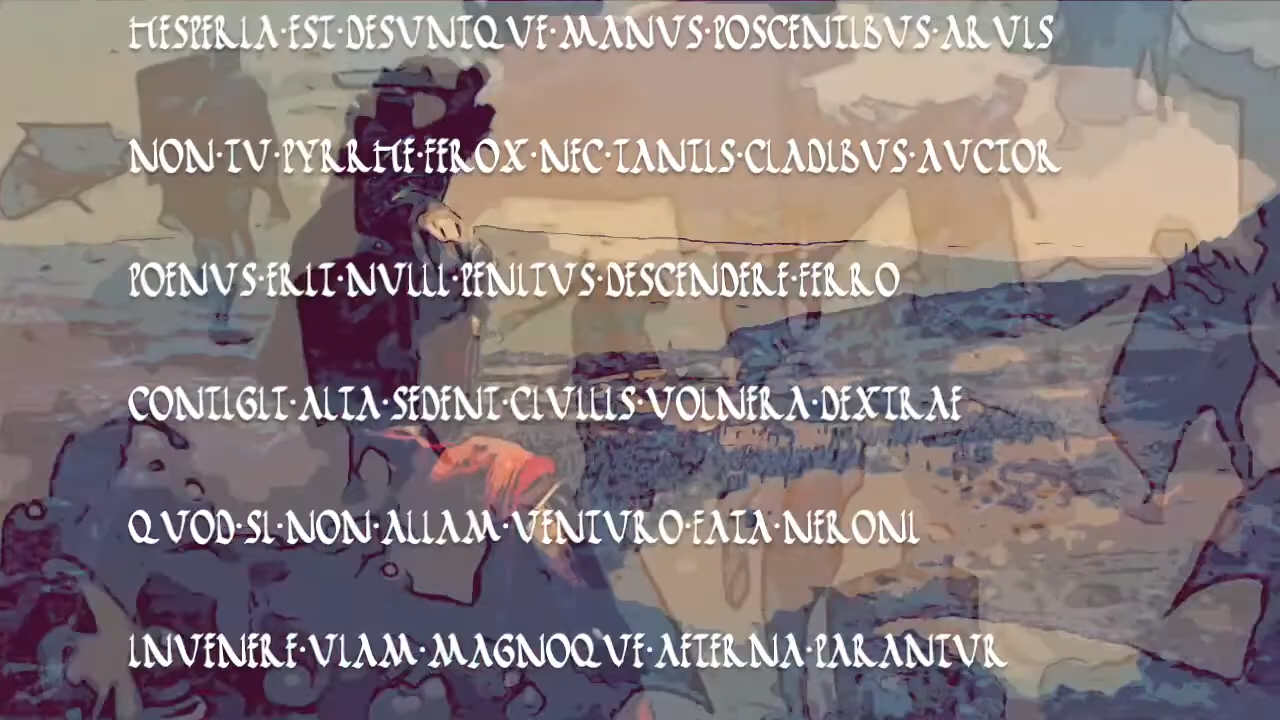 HESPERIA·EST·DESUNTQVE·MANVS·POSCENTIBVS·ARVIS
NON·TV·PYRRHE·FEROX·NEC·TANTIS·CLADIBVS·AVCTOR
POENVS·ERIT·NVLLI·PENITVS·DESCENDERE·FERRO
CONTIGIT·ALTA·SEDENT·CIVILIS·VOLNERA·DEXTRAE
QVOD·SI·NON·ALIAM·VENTVRO·FATA·NERONI
INVENERE·VIAM·MAGNOQVE·AETERNA·PARANTVR